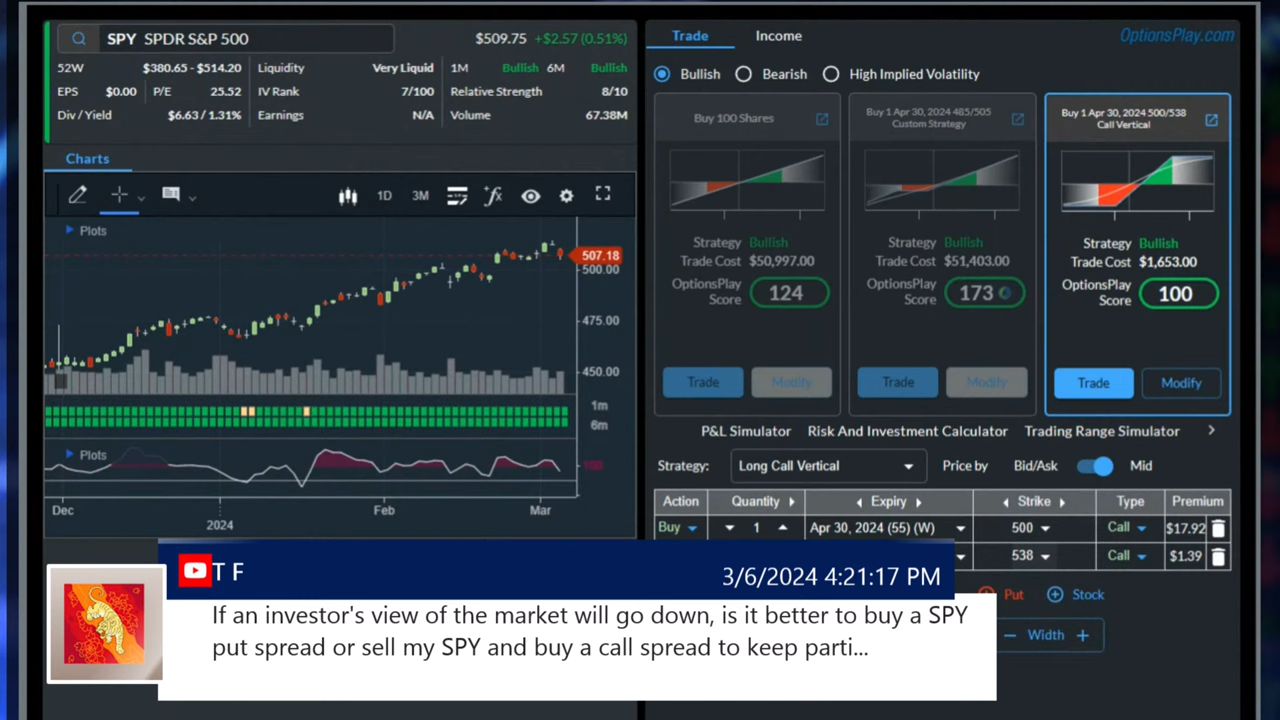 SPY SPDR S&P 500
$509.75 +$2.57 (0.51%)
52W $380.65 - $514.20 Liquidity Very Liquid 1M Bullish 6M Bullish
EPS $0.00 P/E 25.52 IV Rank 7/100 Relative Strength 8/10
Div / Yield $6.63 / 1.31% Earnings N/A Volume 67.38M
Charts
1D 3M
Plots
507.18
500.00
475.00
450.00
1m
6m
Plots
100
Dec 2024 Feb Mar
Trade Income OptionsPlay.com
Bullish Bearish High Implied Volatility
Buy 100 Shares
Strategy Bullish
Trade Cost $50,997.00
OptionsPlay Score 124
Trade Modify
Buy 1 Apr 30, 2024 485/505
Custom Strategy
Strategy Bullish
Trade Cost $51,403.00
OptionsPlay Score 173
Trade Modify
Buy 1 Apr 30, 2024 500/538
Call Vertical
Strategy Bullish
Trade Cost $1,653.00
OptionsPlay Score 100
Trade Modify
P&L Simulator Risk And Investment Calculator Trading Range Simulator
Strategy: Long Call Vertical Price by Bid/Ask Mid
Action Quantity Expiry Strike Type Premium
Buy 1 Apr 30, 2024 (55) (W) 500 Call $17.92
538 Call $1.39
Put Stock
Width
T F 3/6/2024 4:21:17 PM
If an investor's view of the market will go down, is it better to buy a SPY
put spread or sell my SPY and buy a call spread to keep parti...